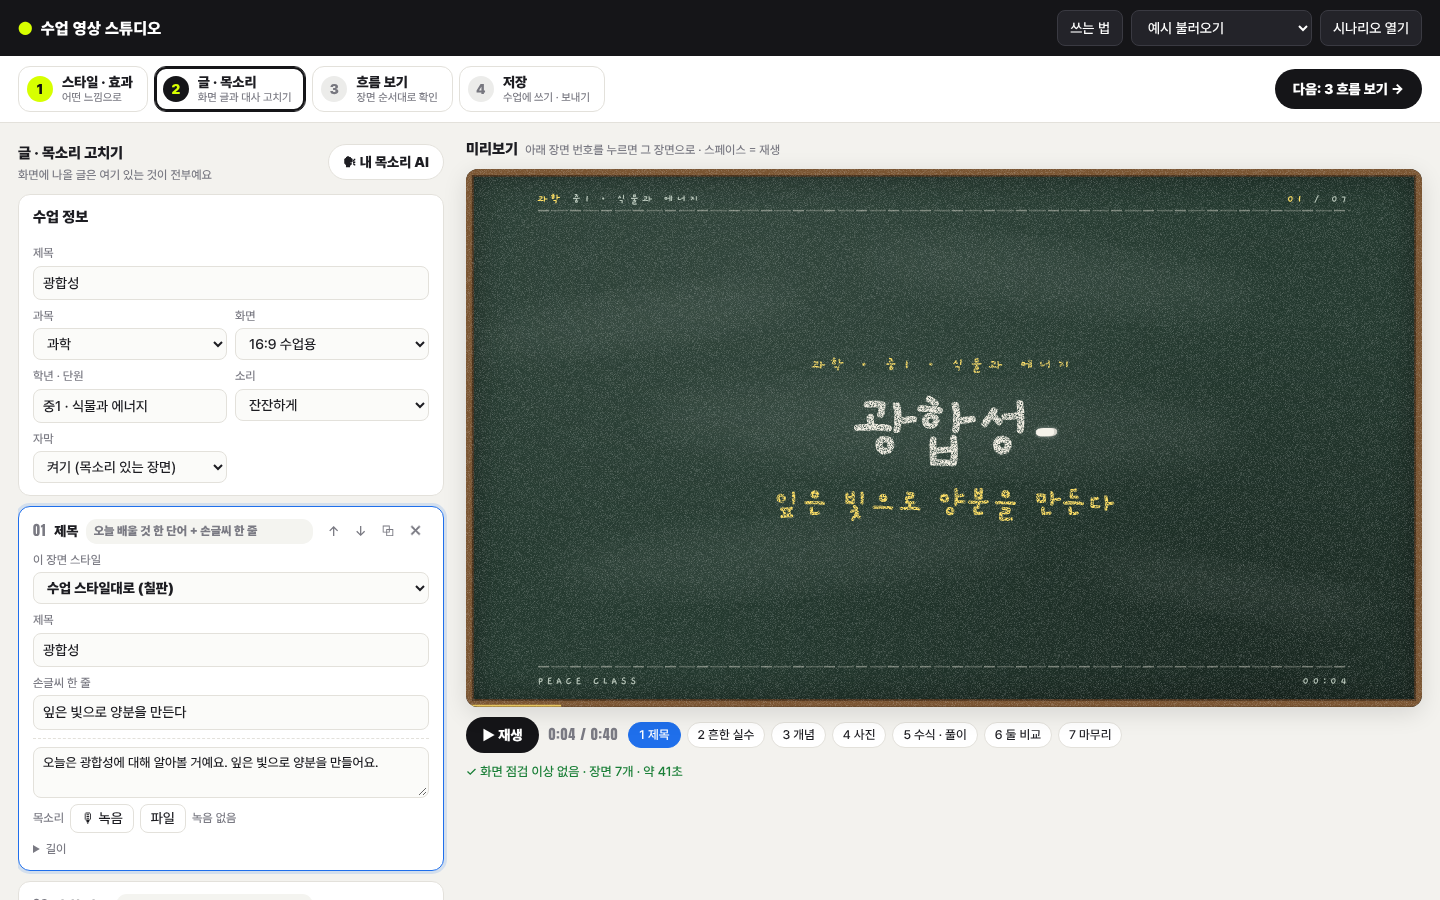 수업 영상 스튜디오
쓰는 법
예시 불러오기
시나리오 열기
1 스타일 · 효과
어떤 느낌으로
2 글 · 목소리
화면 글과 대사 고치기
3 흐름 보기
장면 순서대로 확인
4 저장
수업에 쓰기 · 보내기
다음: 3 흐름 보기 →
글 · 목소리 고치기
화면에 나올 글은 여기 있는 것이 전부예요
🗣 내 목소리 AI
수업 정보
제목
광합성
과목
화면
과학
16:9 수업용
학년 · 단원
소리
중1 · 식물과 에너지
잔잔하게
자막
켜기 (목소리 있는 장면)
01 제목 오늘 배울 것 한 단어 + 손글씨 한 줄 ↑ ↓ ✕
이 장면 스타일
수업 스타일대로 (칠판)
제목
광합성
손글씨 한 줄
잎은 빛으로 양분을 만든다
오늘은 광합성에 대해 알아볼 거예요. 잎은 빛으로 양분을 만들어요.
목소리 🎙 녹음 파일 녹음 없음
▶ 길이
미리보기 아래 장면 번호를 누르면 그 장면으로 · 스페이스 = 재생
과학 중1 · 식물과 에너지
01 / 07
과학 · 중1 · 식물과 에너지
광합성
잎은 빛으로 양분을 만든다
PEACE CLASS
00:04
▶ 재생 0:04 / 0:40 1 제목 2 흔한 실수 3 개념 4 사진 5 수식 · 풀이 6 둘 비교 7 마무리
✓ 화면 점검 이상 없음 · 장면 7개 · 약 41초